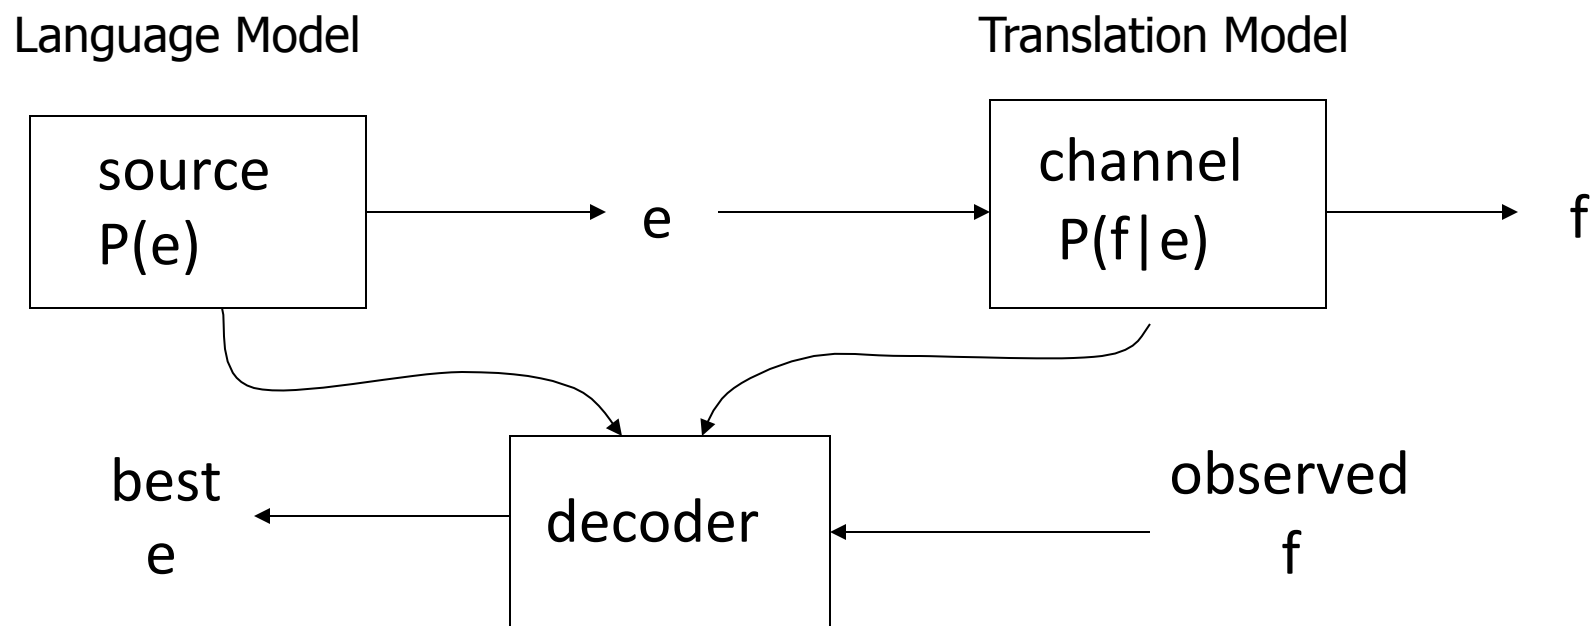 Language Model
Translation Model
source
P(e)
e
channel
P(f|e)
f
best
e
decoder
observed
f